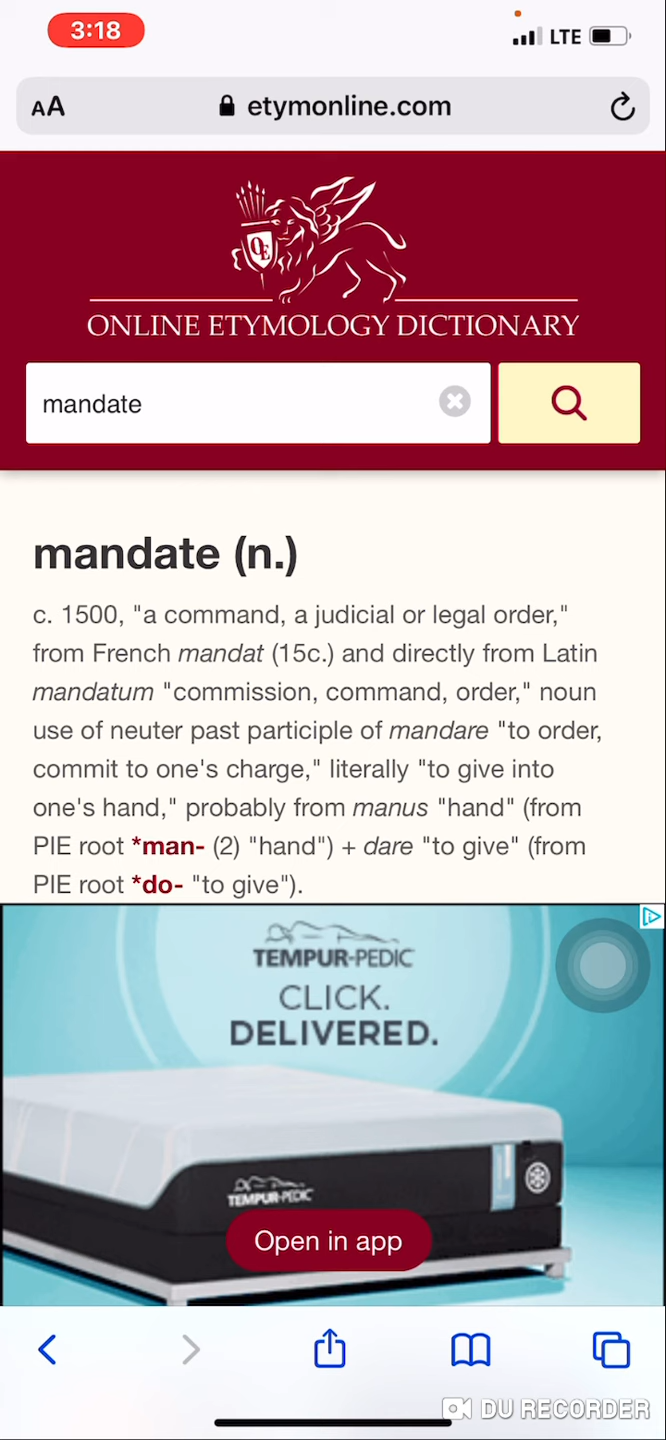 3:18
LTE
AA
etymonline.com
OE
ONLINE ETYMOLOGY DICTIONARY
mandate
mandate (n.)
c. 1500, "a command, a judicial or legal order,"
from French mandat (15c.) and directly from Latin
mandatum "commission, command, order," noun
use of neuter past participle of mandare "to order,
commit to one's charge," literally "to give into
one's hand," probably from manus "hand" (from
PIE root *man- (2) "hand") + dare "to give" (from
PIE root *do- "to give").
TEMPUR-PEDIC
CLICK.
DELIVERED.
TEMPUR-PEDIC
Open in app
DU RECORDER